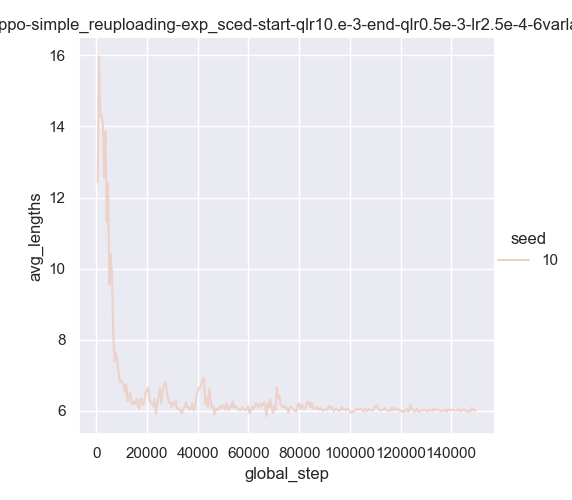 ppo-simple_reuploading-exp_sced-start-qlr10.e-3-end-qlr0.5e-3-lr2.5e-4-6varla
16
14
12
10
8
6
avg_lengths
0 20000 40000 60000 80000 100000 120000 140000
global_step
seed
10